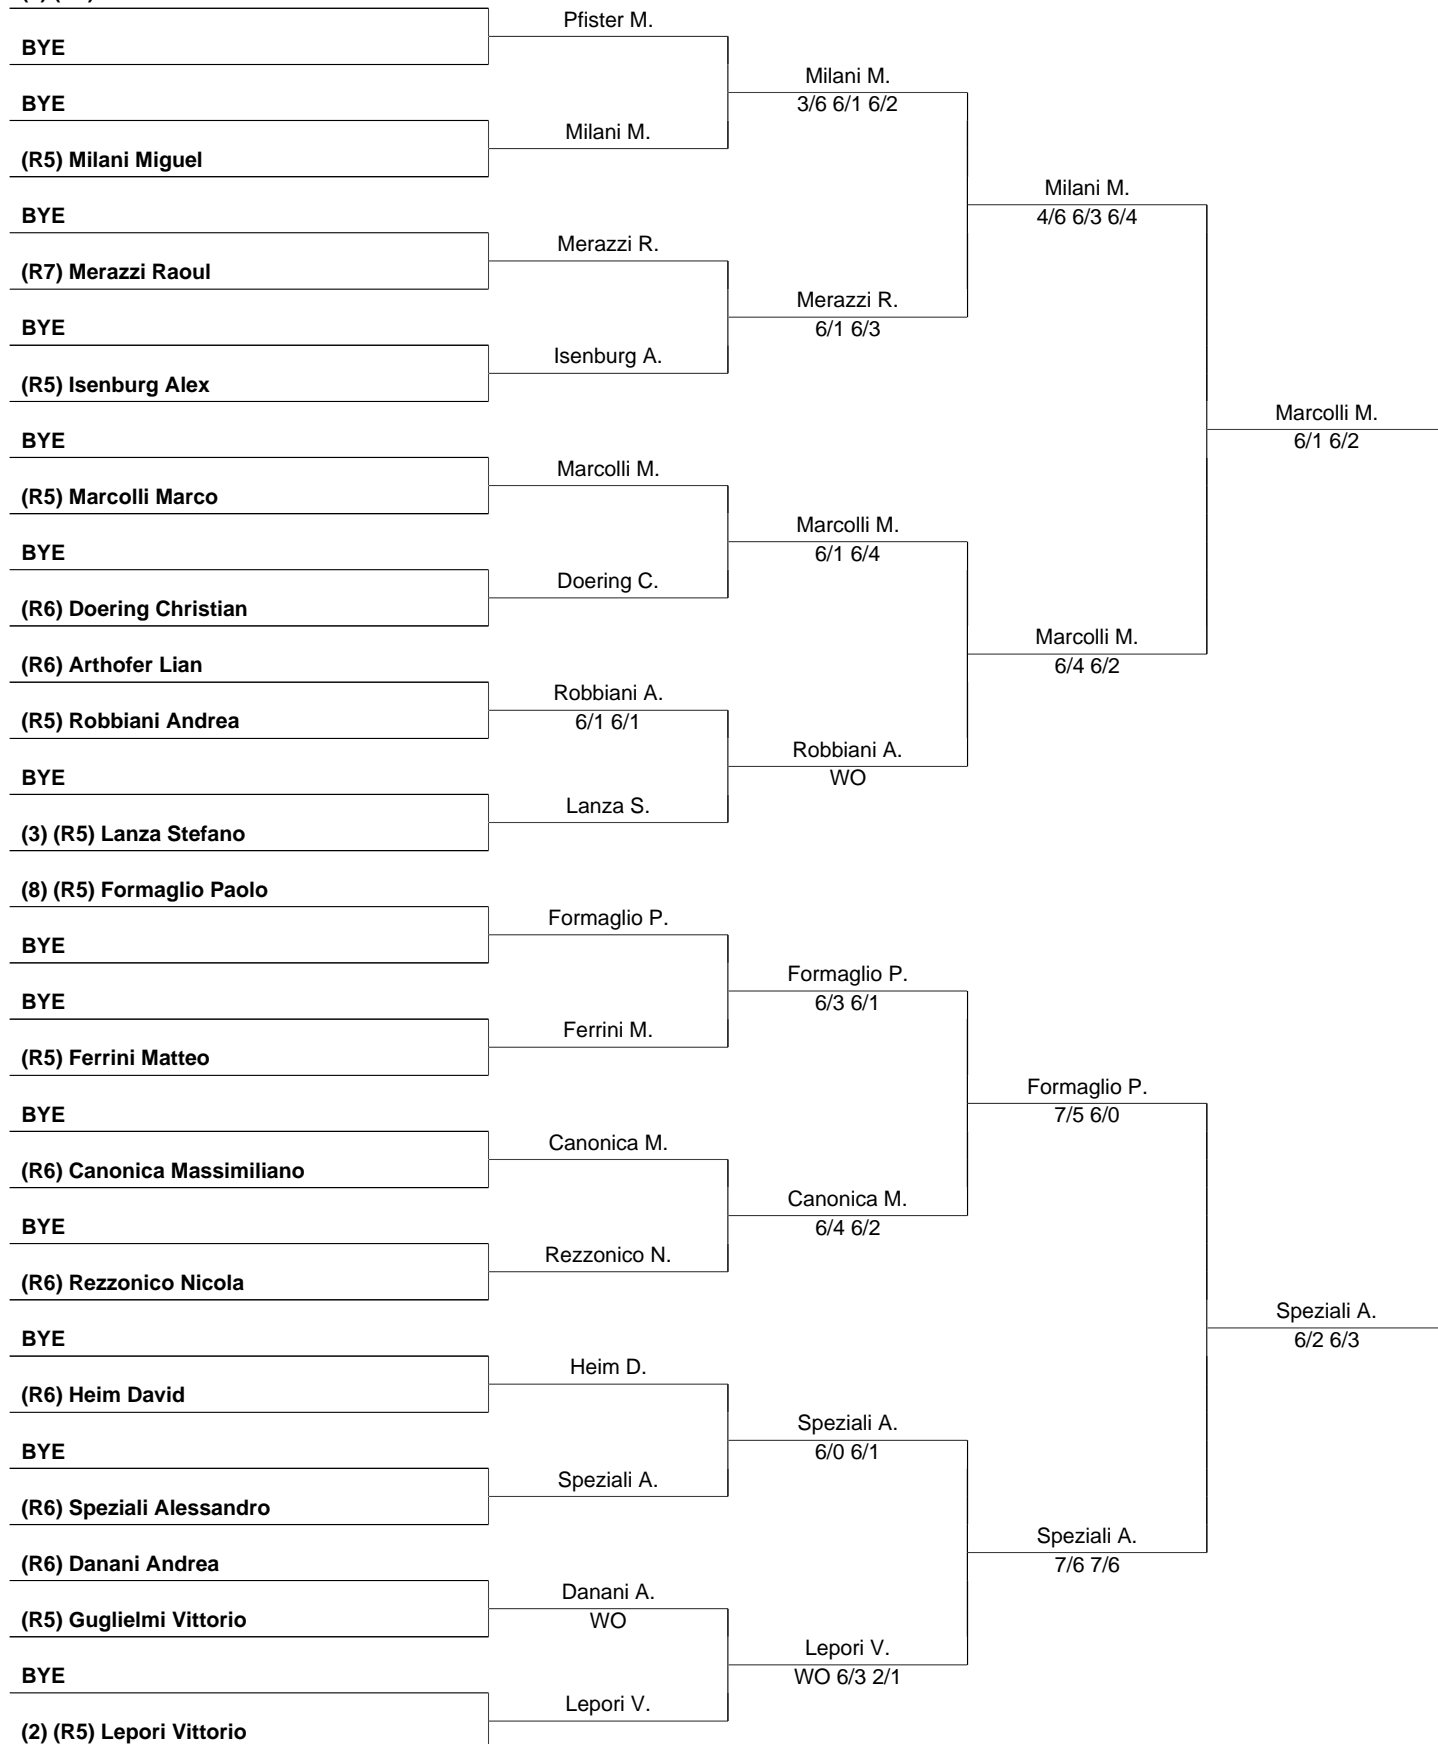 Pfister M.
BYE
Milani M.
3/6 6/1 6/2
BYE
Milani M.
(R5) Milani Miguel
Milani M.
4/6 6/3 6/4
BYE
Merazzi R.
(R7) Merazzi Raoul
Merazzi R.
6/1 6/3
BYE
Isenburg A.
(R5) Isenburg Alex
Marcolli M.
6/1 6/2
BYE
Marcolli M.
(R5) Marcolli Marco
Marcolli M.
6/1 6/4
BYE
Doering C.
(R6) Doering Christian
Marcolli M.
6/4 6/2
(R6) Arthofer Lian
Robbiani A.
6/1 6/1
(R5) Robbiani Andrea
Robbiani A.
WO
BYE
Lanza S.
(3) (R5) Lanza Stefano
(8) (R5) Formaglio Paolo
Formaglio P.
BYE
Formaglio P.
6/3 6/1
BYE
Ferrini M.
(R5) Ferrini Matteo
Formaglio P.
7/5 6/0
BYE
Canonica M.
(R6) Canonica Massimiliano
Canonica M.
6/4 6/2
BYE
Rezzonico N.
(R6) Rezzonico Nicola
Speziali A.
6/2 6/3
BYE
Heim D.
(R6) Heim David
Speziali A.
6/0 6/1
BYE
Speziali A.
(R6) Speziali Alessandro
Speziali A.
7/6 7/6
(R6) Danani Andrea
Danani A.
WO
(R5) Guglielmi Vittorio
Lepori V.
WO 6/3 2/1
BYE
Lepori V.
(2) (R5) Lepori Vittorio